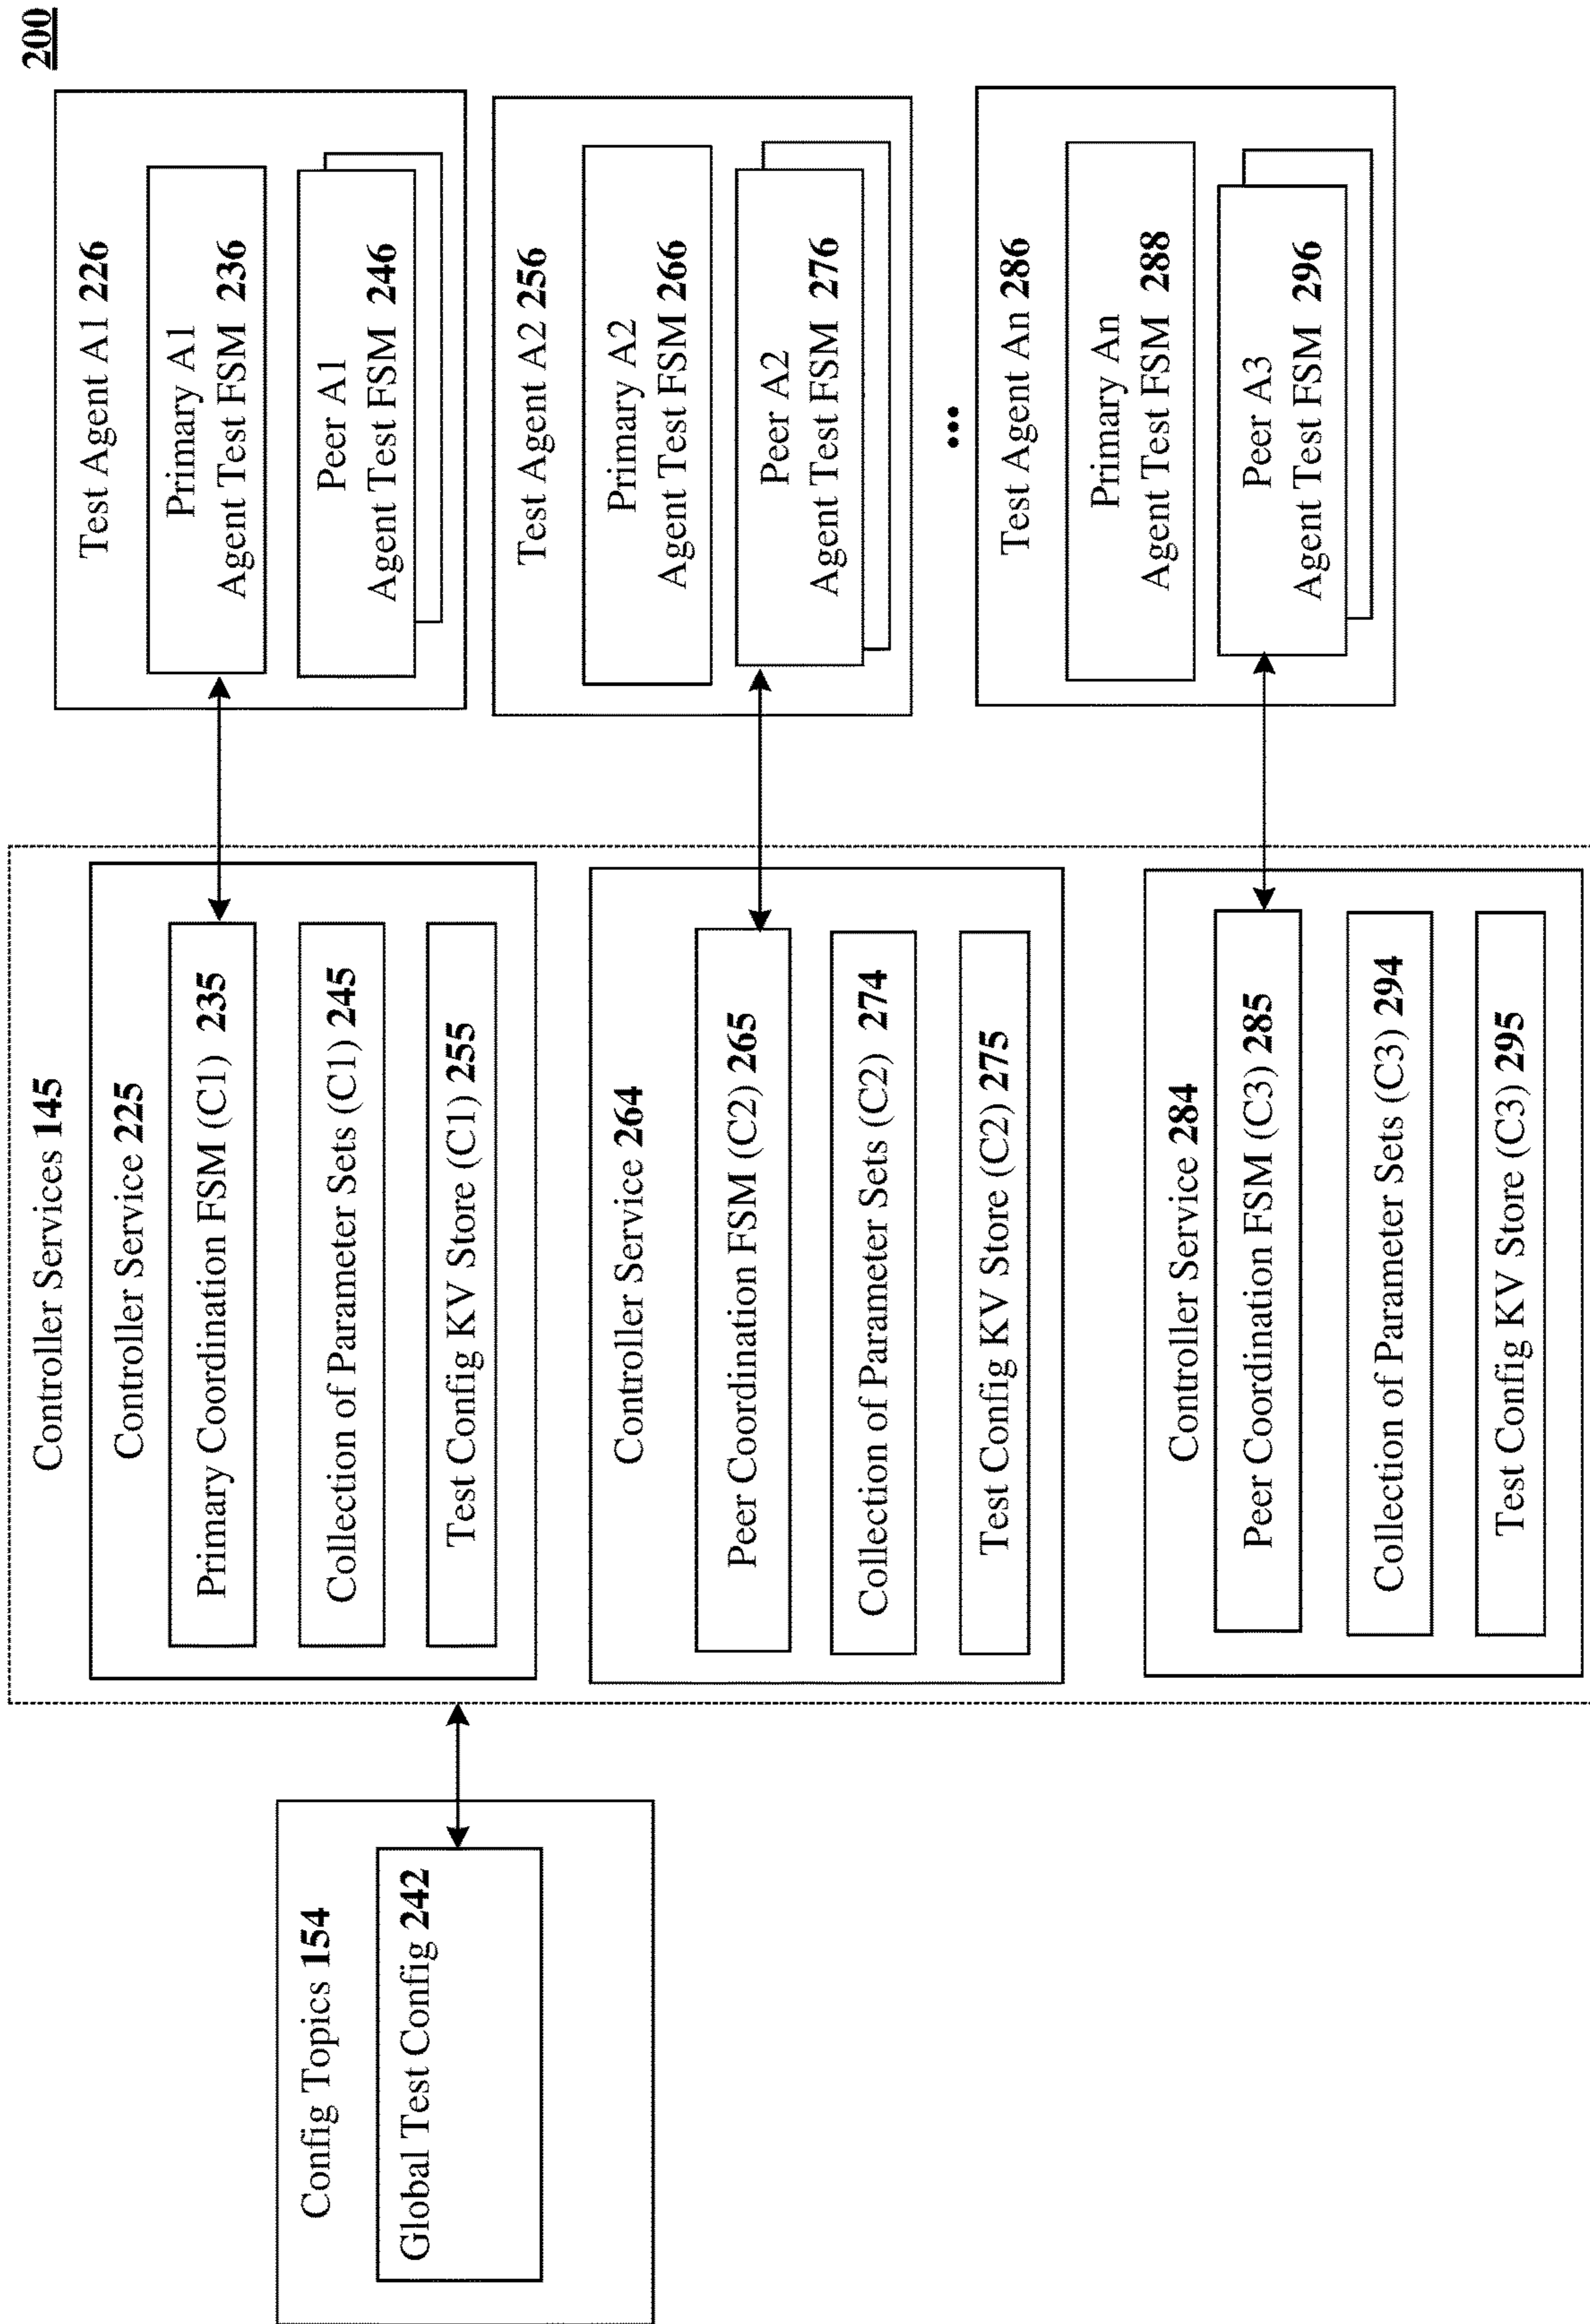 200
Config Topics 154
Global Test Config 242
Controller Services 145
Controller Service 225
Primary Coordination FSM (C1) 235
Collection of Parameter Sets (C1) 245
Test Config KV Store (C1) 255
Controller Service 264
Peer Coordination FSM (C2) 265
Collection of Parameter Sets (C2) 274
Test Config KV Store (C2) 275
Controller Service 284
Peer Coordination FSM (C3) 285
Collection of Parameter Sets (C3) 294
Test Config KV Store (C3) 295
Test Agent A1 226
Primary A1
Agent Test FSM 236
Peer A1
Agent Test FSM 246
Test Agent A2 256
Primary A2
Agent Test FSM 266
Peer A2
Agent Test FSM 276
•••
Test Agent An 286
Primary An
Agent Test FSM 288
Peer A3
Agent Test FSM 296